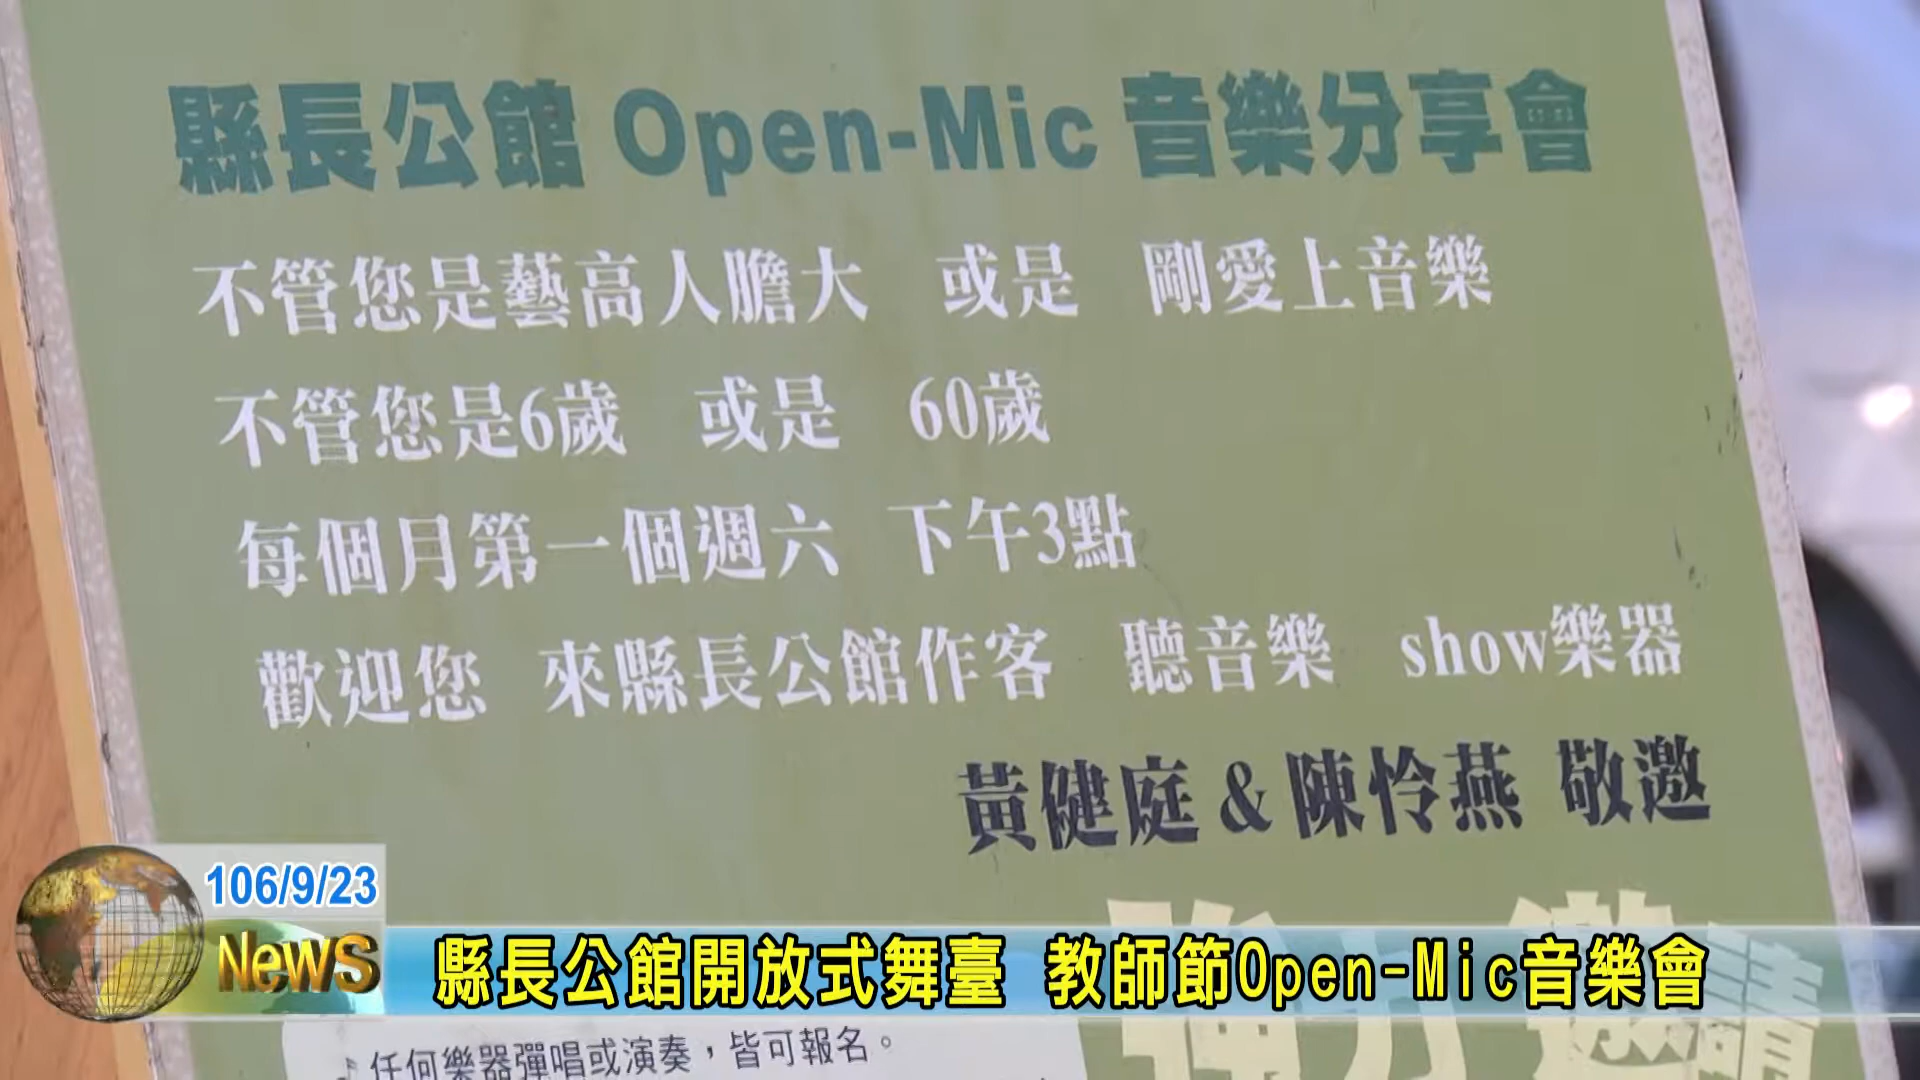 縣長公館 Open-Mic 音樂分享會
不管您是藝高人膽大 或是 剛愛上音樂
不管您是6歲 或是 60歲
每個月第一個週六 下午3點
歡迎您 來縣長公館作客 聽音樂 show樂器
黃健庭&陳怜燕 敬邀
強力邀請
106/9/23
News
縣長公館開放式舞臺 教師節Open-Mic音樂會
任何樂器彈唱或演奏,皆可報名。